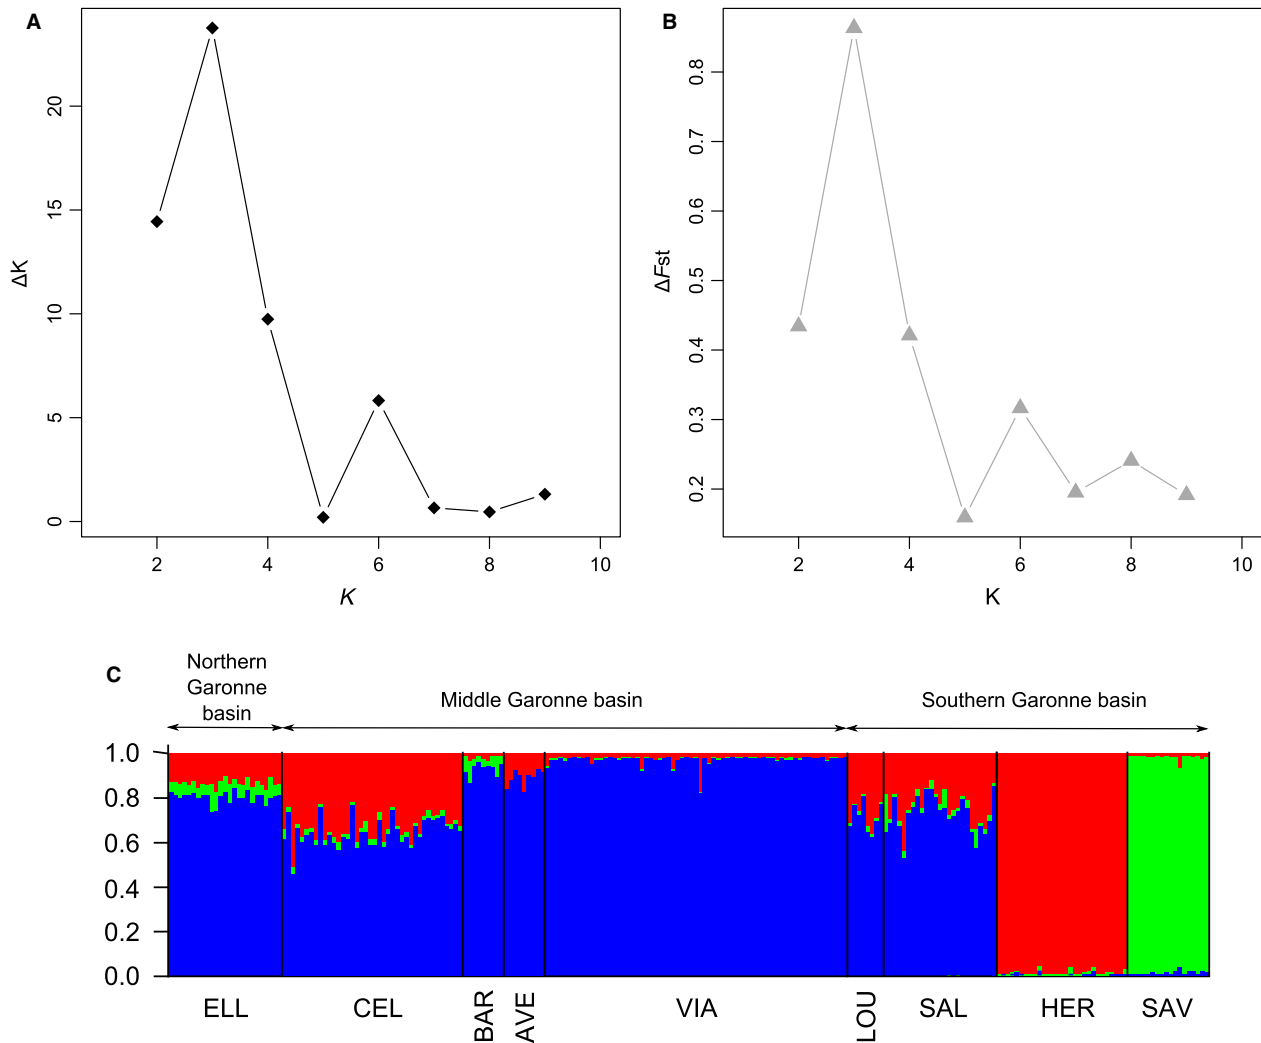 A
ΔK
20
15
10
5
0
2 4 6 8 10
K
B
ΔFst
0.8
0.7
0.6
0.5
0.4
0.3
0.2
2 4 6 8 10
K
C
Northern
Garonne
basin
Middle Garonne basin
Southern Garonne basin
1.0
0.8
0.6
0.4
0.2
0.0
ELL CEL BAR AVE VIA LOU SAL HER SAV